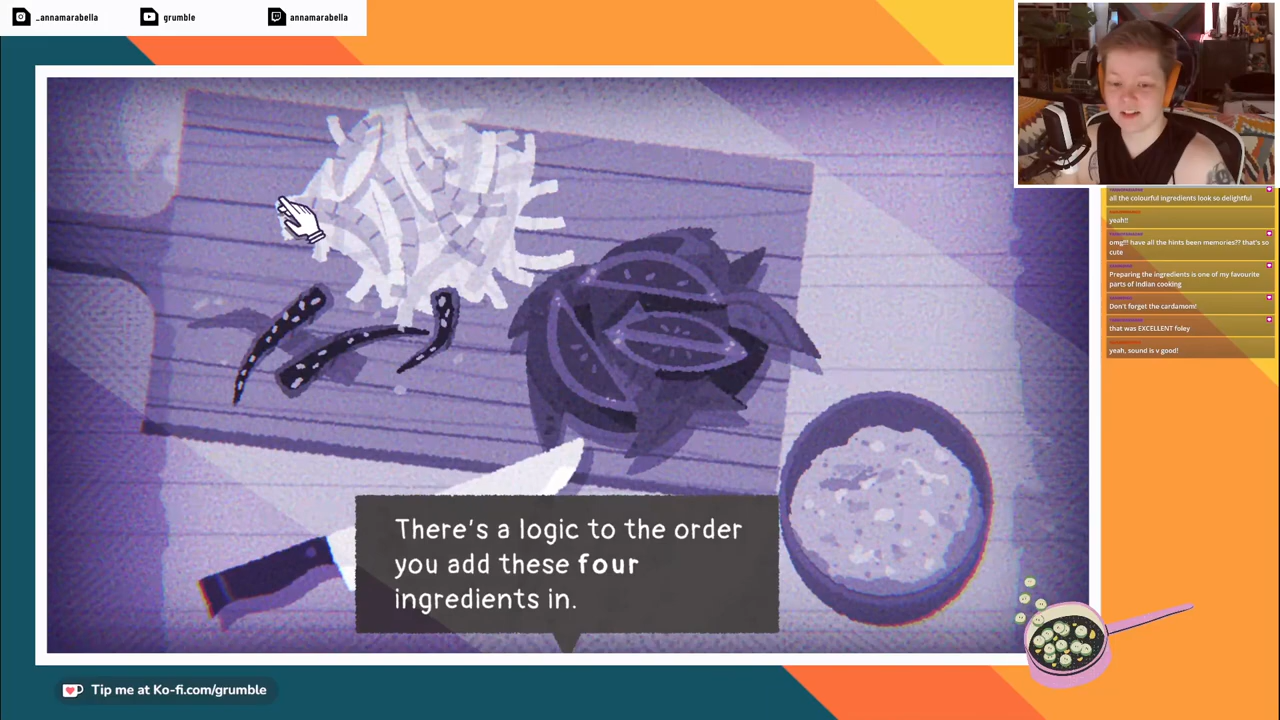 _annamarabella
grumble
annamarabella
all the colourful ingredients look so delightful
yeah!!
omg!!! have all the hints been memories?? that's so
cute
Preparing the ingredients is one of my favourite
parts of Indian cooking
Don't forget the cardamom!
that was EXCELLENT foley
yeah, sound is v good!
There's a logic to the order
you add these four
ingredients in.
Tip me at Ko-fi.com/grumble